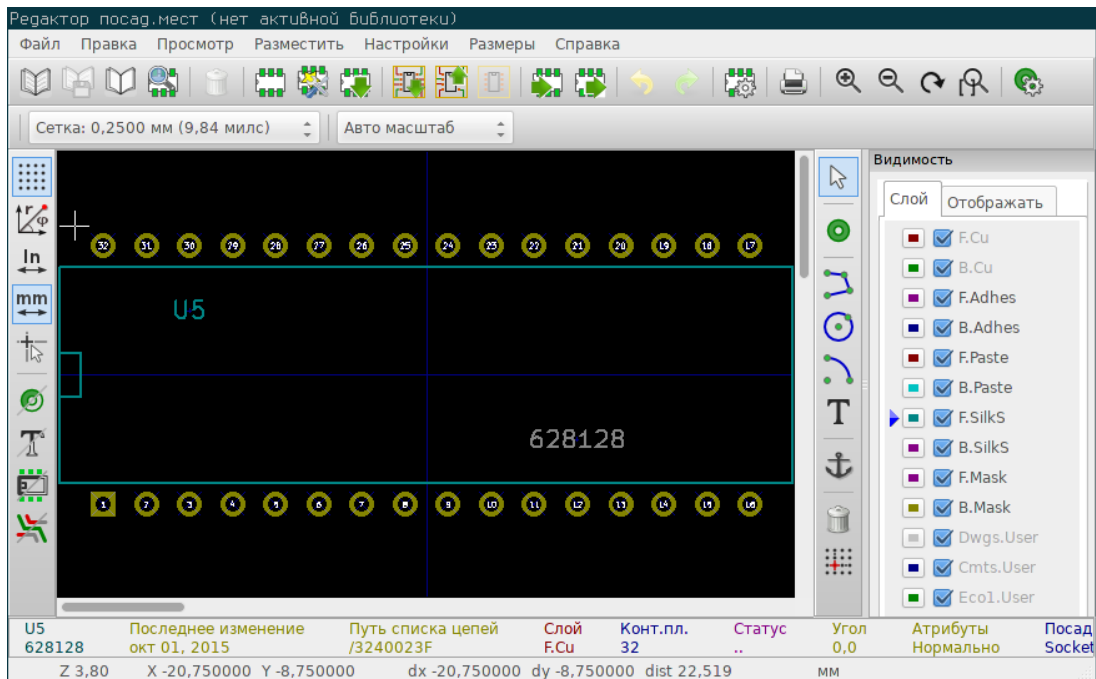 Редактор посад.мест (нет активной библиотеки)
Файл Правка Просмотр Разместить Настройки Размеры Справка
Сетка: 0,2500 мм (9,84 милс) Авто масштаб
Видимость
Слой Отображать
In
mm
T
32 31 30 29 28 27 26 25 24 23 22 21 20 19 18 17
U5
628128
1 2 3 4 5 6 7 8 9 10 11 12 13 14 15 16
F.Cu
B.Cu
F.Adhes
B.Adhes
F.Paste
B.Paste
F.SilkS
B.SilkS
F.Mask
B.Mask
Dwgs.User
Cmts.User
Eco1.User
U5 Последнее изменение Путь списка цепей Слой Конт.пл. Статус Угол Атрибуты Посад
628128 окт 01, 2015 /3240023F F.Cu 32 .. 0,0 Нормально Socket
Z 3,80 X -20,750000 Y -8,750000 dx -20,750000 dy -8,750000 dist 22,519 мм